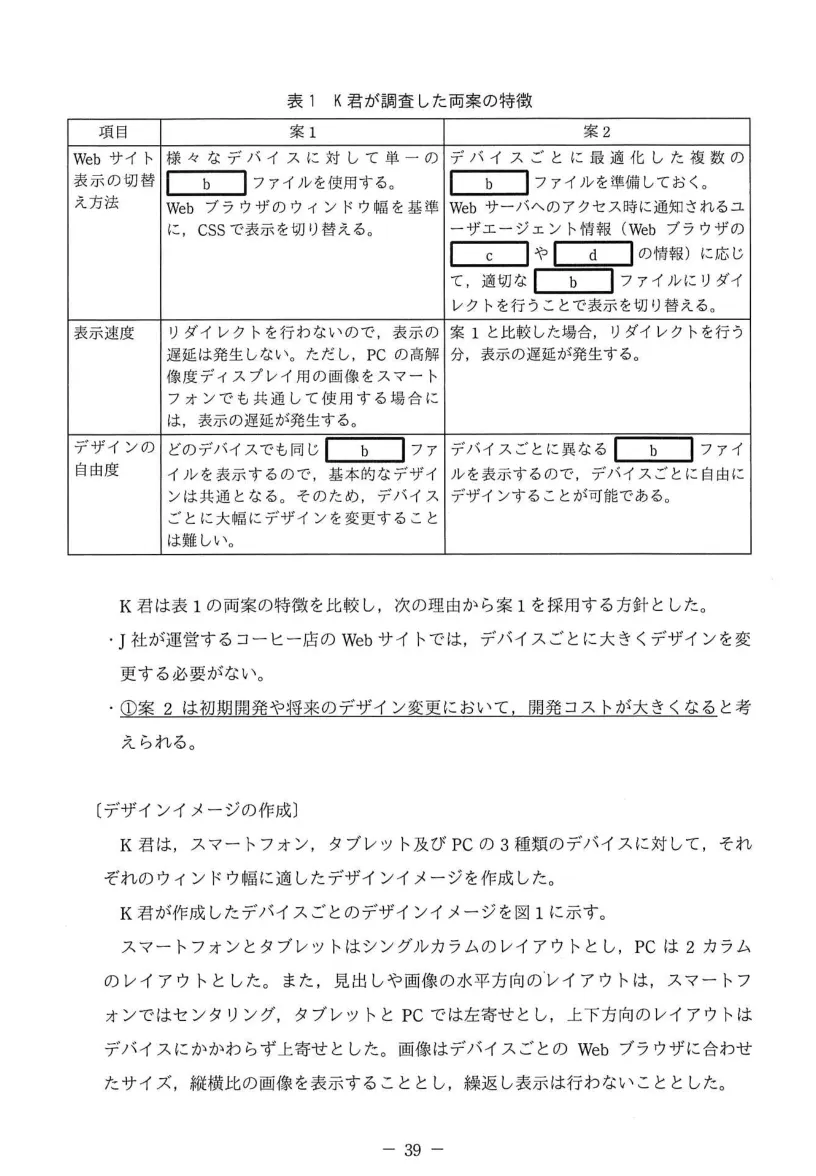 表1 K君が調査した両案の特徴
項目 案1 案2
Web サイト表示の切替え方法
様々なデバイスに対して単一の
b ファイルを使用する。
Web ブラウザのウィンドウ幅を基準
に，CSS で表示を切り替える。
デバイスごとに最適化した複数の
b ファイルを準備しておく。
Web サーバへのアクセス時に通知されるユ
ーザエージェント情報（Web ブラウザの
c や d の情報）に応じ
て，適切な b ファイルにリダイ
レクトを行うことで表示を切り替える。
表示速度
リダイレクトを行わないので，表示の
遅延は発生しない。ただし，PC の高解
像度ディスプレイ用の画像をスマート
フォンでも共通して使用する場合に
は，表示の遅延が発生する。
案 1 と比較した場合，リダイレクトを行う
分，表示の遅延が発生する。
デザインの
自由度
どのデバイスでも同じ b ファ
イルを表示するので，基本的なデザイ
ンは共通となる。そのため，デバイス
ごとに大幅にデザインを変更すること
は難しい。
デバイスごとに異なる b ファイ
ルを表示するので，デバイスごとに自由に
デザインすることが可能である。
K 君は表 1 の両案の特徴を比較し，次の理由から案 1 を採用する方針とした。
・J 社が運営するコーヒー店の Web サイトでは，デバイスごとに大きくデザインを変
更する必要がない。
・①案 2 は初期開発や将来のデザイン変更において，開発コストが大きくなると考
えられる。
〔デザインイメージの作成〕
K 君は，スマートフォン，タブレット及び PC の 3 種類のデバイスに対して，それ
ぞれのウィンドウ幅に適したデザインイメージを作成した。
K 君が作成したデバイスごとのデザインイメージを図 1 に示す。
スマートフォンとタブレットはシングルカラムのレイアウトとし，PC は 2 カラム
のレイアウトとした。また，見出しや画像の水平方向のレイアウトは，スマートフ
ォンではセンタリング，タブレットと PC では左寄せとし，上下方向のレイアウトは
デバイスにかかわらず上寄せとした。画像はデバイスごとの Web ブラウザに合わせ
たサイズ，縦横比の画像を表示することとし，繰返し表示は行わないこととした。
－ 39 －